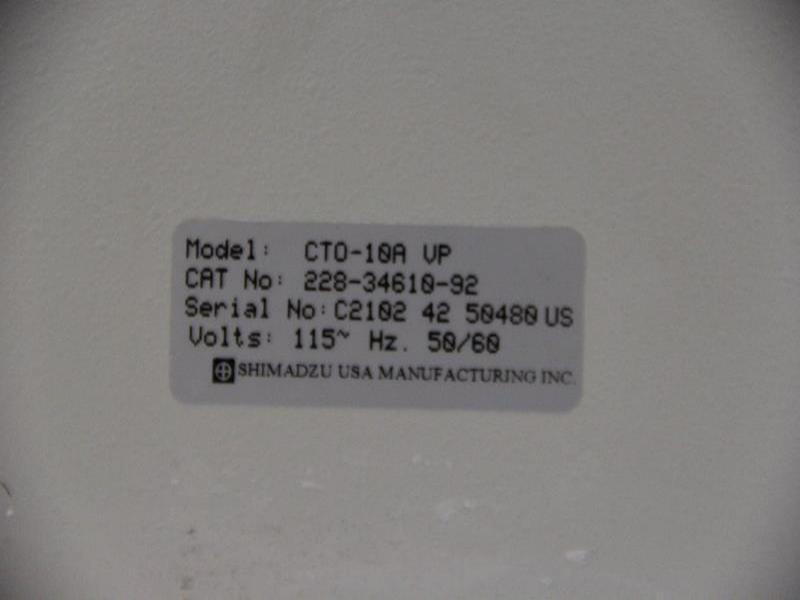 Model: CTO-10A VP
CAT No: 228-34610-92
Serial No: C2102 42 50480 US
Volts: 115~ Hz. 50/60
SHIMADZU USA MANUFACTURING INC.